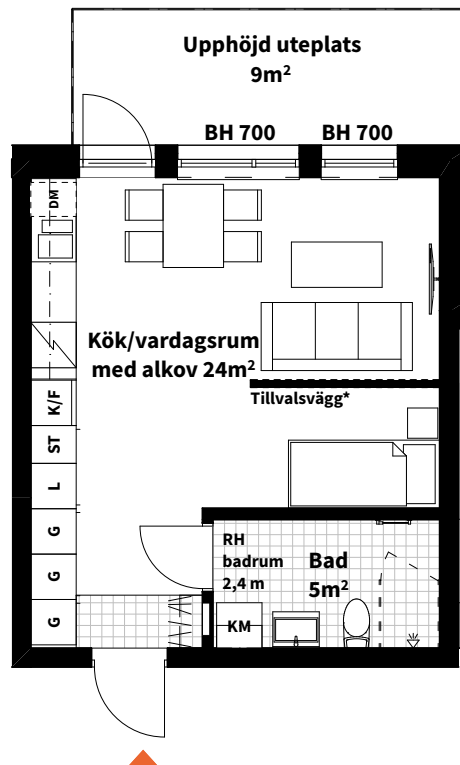 Upphöjd uteplats
9m²
BH 700
BH 700
DM
Kök/vardagsrum
med alkov 24m²
Tillvalsvägg*
K/F
ST
L
G
G
G
RH
badrum
2,4 m
Bad
5m²
KM